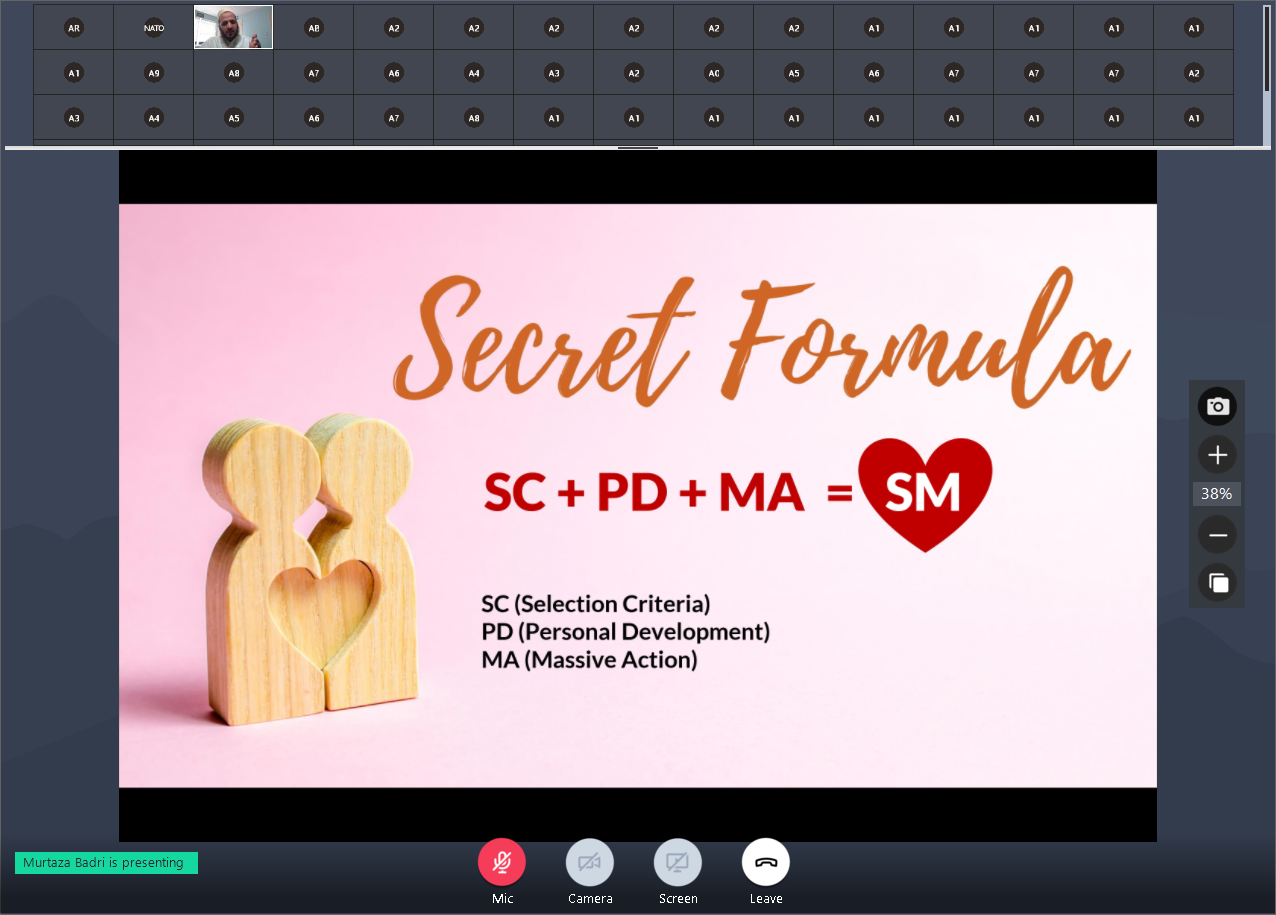 AR NATO AB A2 A2 A2 A2 A2 A2 A1 A1 A1 A1 A1
A1 A9 A8 A7 A6 A4 A3 A2 A0 A5 A6 A7 A7 A7 A2
A3 A4 A5 A6 A7 A8 A1 A1 A1 A1 A1 A1 A1 A1 A1
Secret Formula
SC + PD + MA = SM
SC (Selection Criteria)
PD (Personal Development)
MA (Massive Action)
38%
Murtaza Badri is presenting
Mic Camera Screen Leave